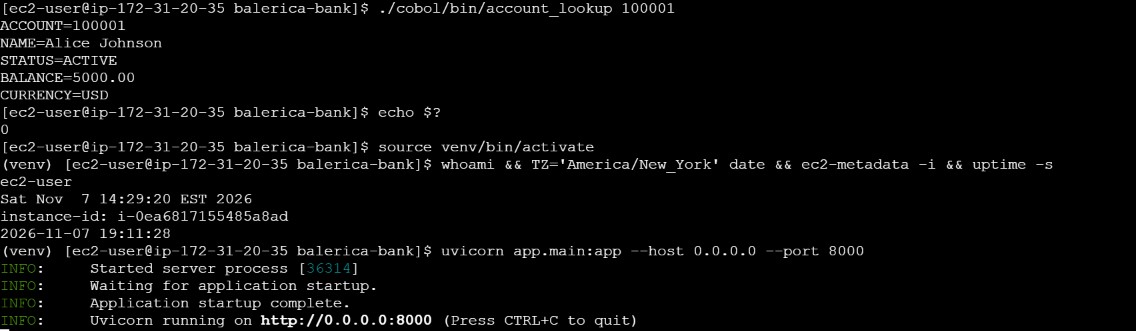 [ec2-user@ip-172-31-20-35 balerica-bank]$ ./cobol/bin/account_lookup 100001
ACCOUNT=100001
NAME=Alice Johnson
STATUS=ACTIVE
BALANCE=5000.00
CURRENCY=USD
[ec2-user@ip-172-31-20-35 balerica-bank]$ echo $?
0
[ec2-user@ip-172-31-20-35 balerica-bank]$ source venv/bin/activate
(venv) [ec2-user@ip-172-31-20-35 balerica-bank]$ whoami && TZ='America/New_York' date && ec2-metadata -i && uptime -s
ec2-user
Sat Nov  7 14:29:20 EST 2026
instance-id: i-0ea6817155485a8ad
2026-11-07 19:11:28
(venv) [ec2-user@ip-172-31-20-35 balerica-bank]$ uvicorn app.main:app --host 0.0.0.0 --port 8000
INFO:     Started server process [36314]
INFO:     Waiting for application startup.
INFO:     Application startup complete.
INFO:     Uvicorn running on http://0.0.0.0:8000 (Press CTRL+C to quit)